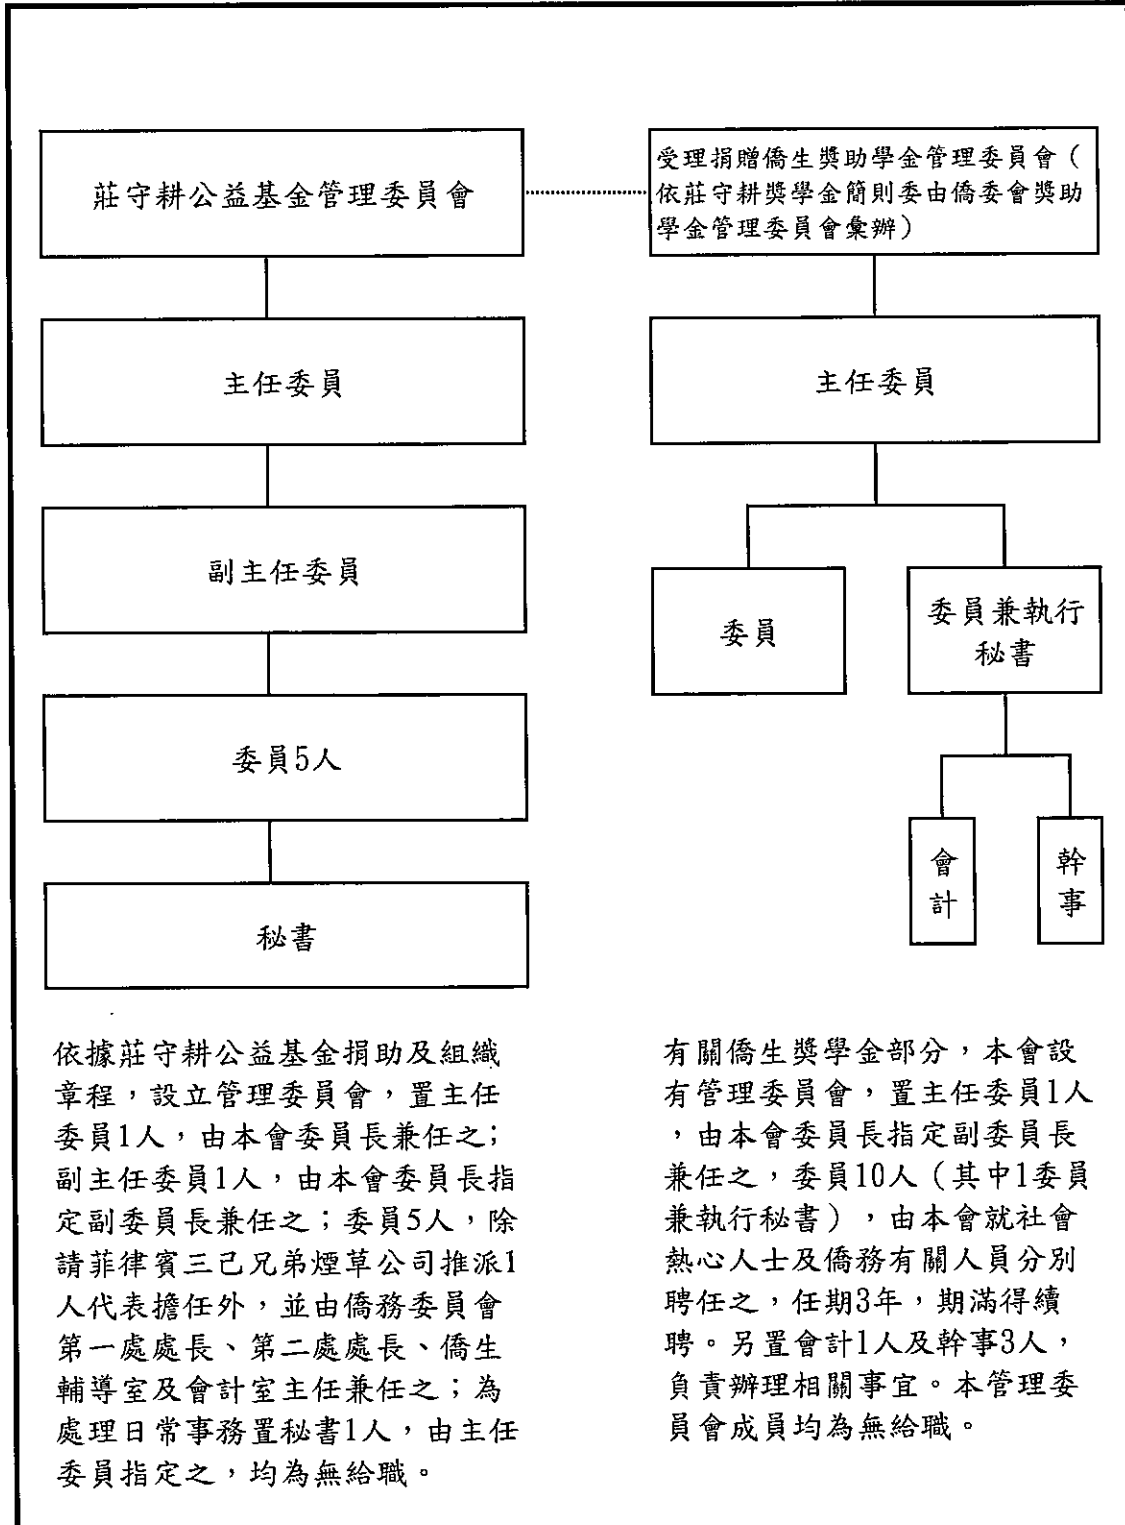 莊守耕公益基金管理委員會
主任委員
副主任委員
委員5人
秘書
依據莊守耕公益基金捐助及組織
章程，設立管理委員會，置主任
委員1人，由本會委員長兼任之；
副主任委員1人，由本會委員長指
定副委員長兼任之；委員5人，除
請菲律賓三己兄弟煙草公司推派1
人代表擔任外，並由僑務委員會
第一處處長、第二處處長、僑生
輔導室及會計室主任兼任之；為
處理日常事務置秘書1人，由主任
委員指定之，均為無給職。
受理捐贈僑生獎助學金管理委員會（
依莊守耕獎學金簡則委由僑委會獎助
學金管理委員會彙辦）
主任委員
委員
委員兼執行
秘書
會
計
幹
事
有關僑生獎學金部分，本會設
有管理委員會，置主任委員1人
，由本會委員長指定副委員長
兼任之，委員10人（其中1委員
兼執行秘書），由本會就社會
熱心人士及僑務有關人員分別
聘任之，任期3年，期滿得續
聘。另置會計1人及幹事3人，
負責辦理相關事宜。本管理委
員會成員均為無給職。